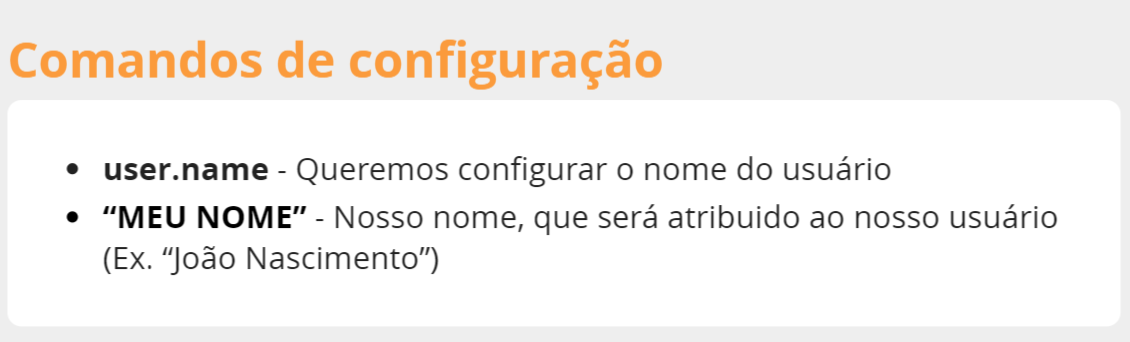 Comandos de configuração
• user.name - Queremos configurar o nome do usuário
• “MEU NOME” - Nosso nome, que será atribuido ao nosso usuário
(Ex. “João Nascimento”)